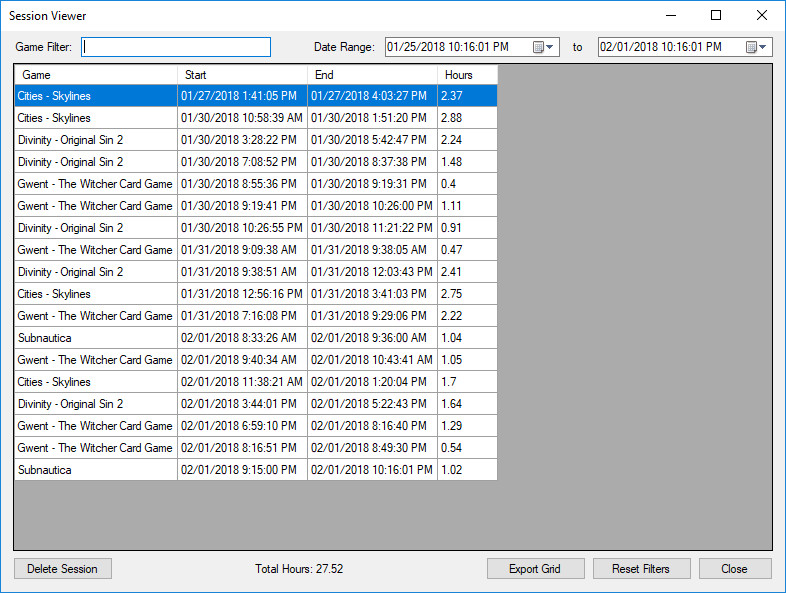 Session Viewer
Game Filter: Date Range: 01/25/2018 10:16:01 PM to 02/01/2018 10:16:01 PM
Game Start End Hours
Cities - Skylines 01/27/2018 1:41:05 PM 01/27/2018 4:03:27 PM 2.37
Cities - Skylines 01/30/2018 10:58:39 AM 01/30/2018 1:51:20 PM 2.88
Divinity - Original Sin 2 01/30/2018 3:28:22 PM 01/30/2018 5:42:47 PM 2.24
Divinity - Original Sin 2 01/30/2018 7:08:52 PM 01/30/2018 8:37:38 PM 1.48
Gwent - The Witcher Card Game 01/30/2018 8:55:36 PM 01/30/2018 9:19:31 PM 0.4
Gwent - The Witcher Card Game 01/30/2018 9:19:41 PM 01/30/2018 10:26:00 PM 1.11
Divinity - Original Sin 2 01/30/2018 10:26:55 PM 01/30/2018 11:21:22 PM 0.91
Gwent - The Witcher Card Game 01/31/2018 9:09:38 AM 01/31/2018 9:38:05 AM 0.47
Divinity - Original Sin 2 01/31/2018 9:38:51 AM 01/31/2018 12:03:43 PM 2.41
Cities - Skylines 01/31/2018 12:56:16 PM 01/31/2018 3:41:03 PM 2.75
Gwent - The Witcher Card Game 01/31/2018 7:16:08 PM 01/31/2018 9:29:06 PM 2.22
Subnautica 02/01/2018 8:33:26 AM 02/01/2018 9:36:00 AM 1.04
Gwent - The Witcher Card Game 02/01/2018 9:40:34 AM 02/01/2018 10:43:41 AM 1.05
Cities - Skylines 02/01/2018 11:38:21 AM 02/01/2018 1:20:04 PM 1.7
Divinity - Original Sin 2 02/01/2018 3:44:01 PM 02/01/2018 5:22:43 PM 1.64
Gwent - The Witcher Card Game 02/01/2018 6:59:10 PM 02/01/2018 8:16:40 PM 1.29
Gwent - The Witcher Card Game 02/01/2018 8:16:51 PM 02/01/2018 8:49:30 PM 0.54
Subnautica 02/01/2018 9:15:00 PM 02/01/2018 10:16:01 PM 1.02
Delete Session Total Hours: 27.52 Export Grid Reset Filters Close